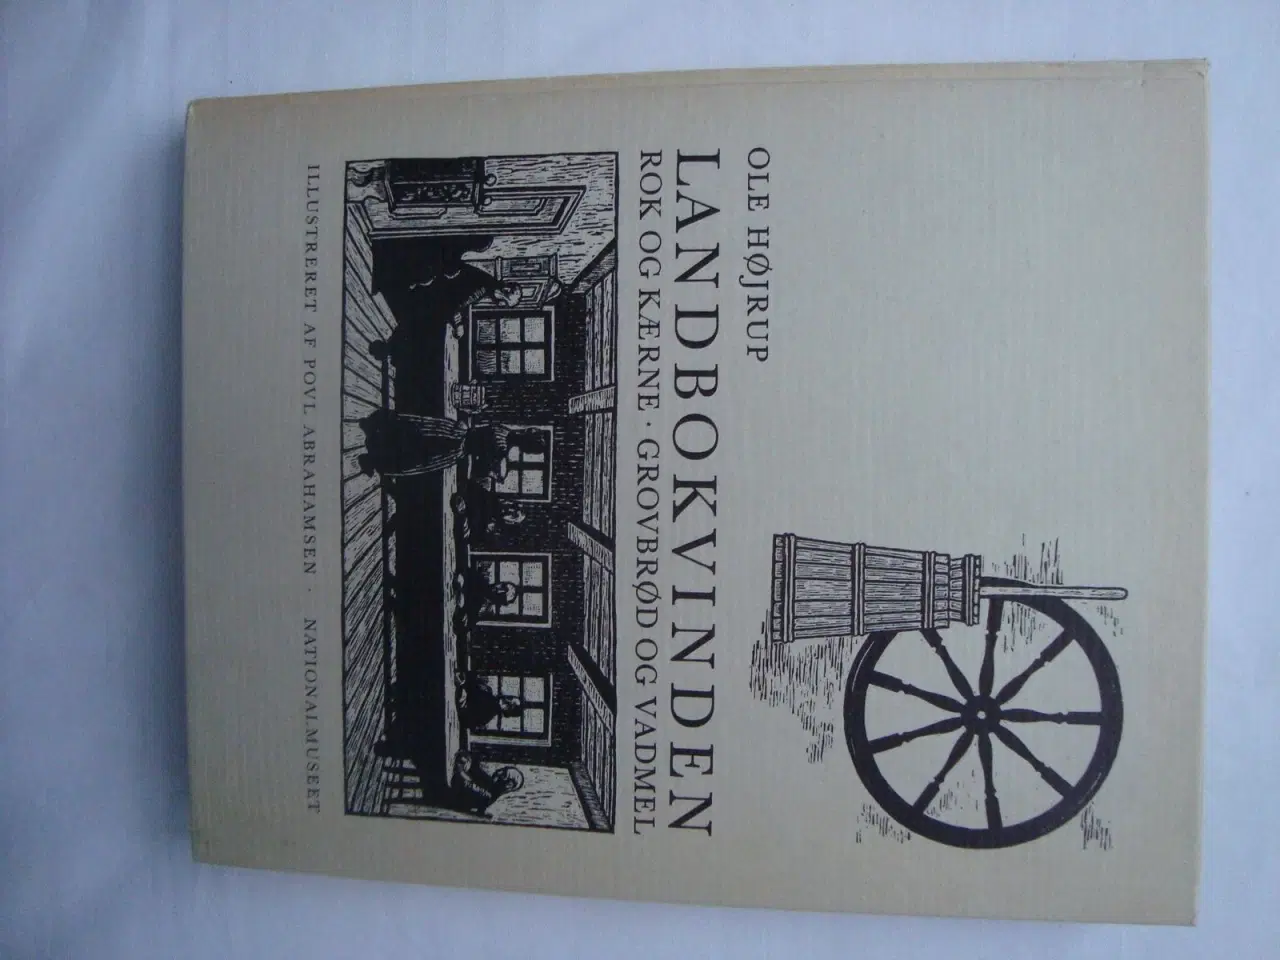 OLE HØJRUP
LANDBOKVINDEN
ROK OG KÆRNE · GROVBRØD OG VADMEL
ILLUSTRERET AF POVL ABRAHAMSEN · NATIONALMUSEET